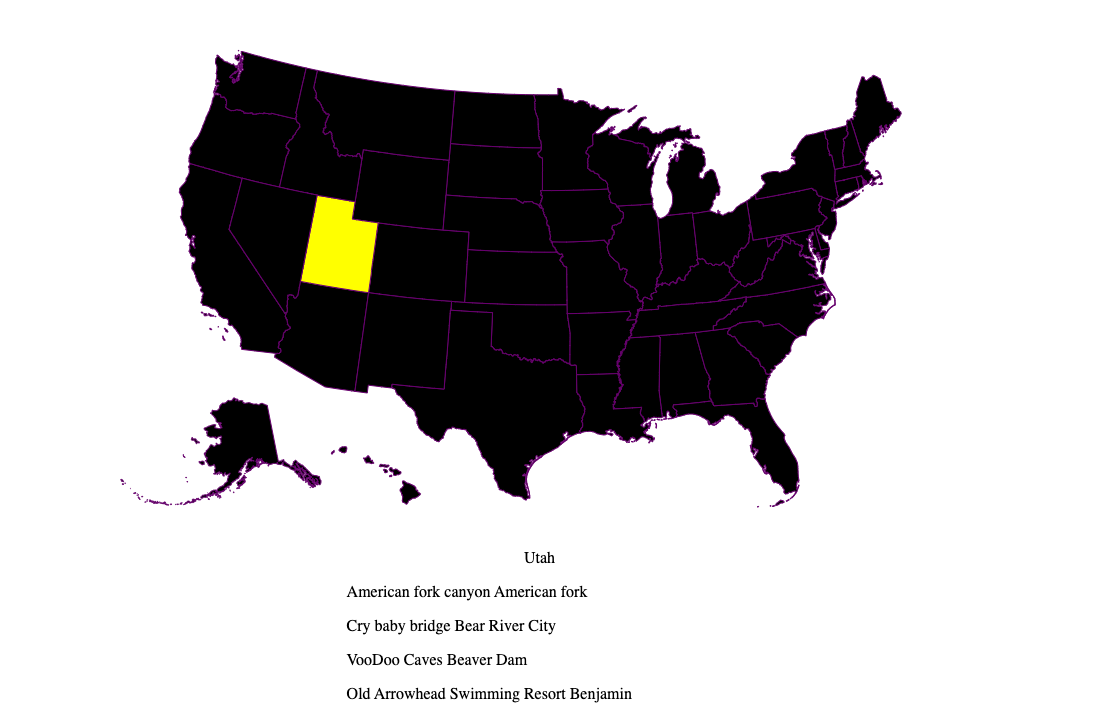 Utah
American fork canyon American fork
Cry baby bridge Bear River City
VooDoo Caves Beaver Dam
Old Arrowhead Swimming Resort Benjamin